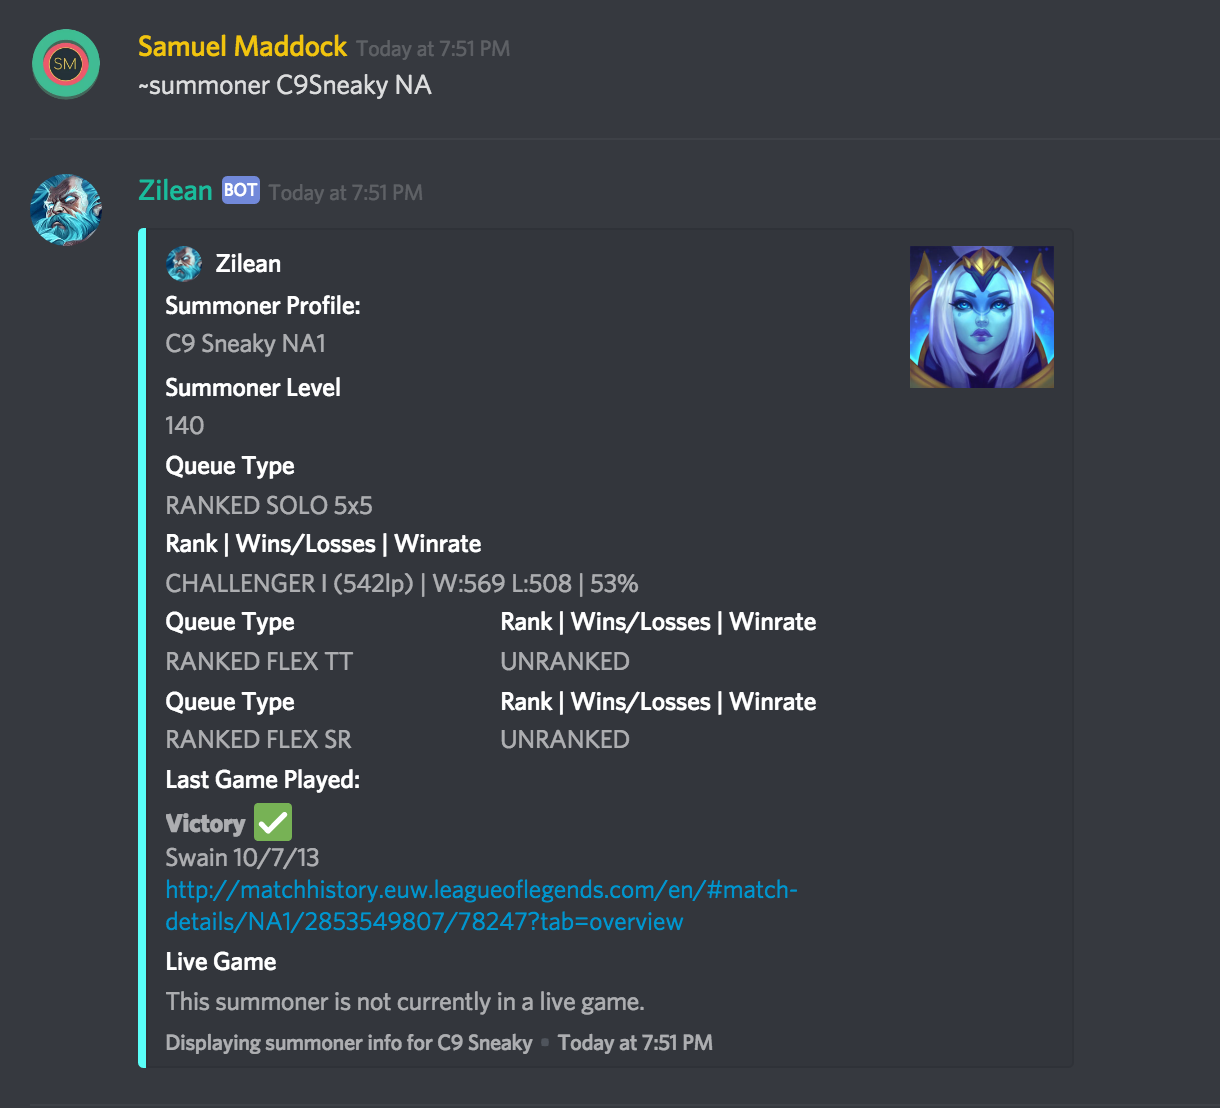 SM
Samuel Maddock Today at 7:51 PM
~summoner C9Sneaky NA
Zilean BOT Today at 7:51 PM
Zilean
Summoner Profile:
C9 Sneaky NA1
Summoner Level
140
Queue Type
RANKED SOLO 5x5
Rank | Wins/Losses | Winrate
CHALLENGER I (542lp) | W:569 L:508 | 53%
Queue Type Rank | Wins/Losses | Winrate
RANKED FLEX TT UNRANKED
Queue Type Rank | Wins/Losses | Winrate
RANKED FLEX SR UNRANKED
Last Game Played:
Victory ✅
Swain 10/7/13
http://matchhistory.euw.leagueoflegends.com/en/#match-
details/NA1/2853549807/78247?tab=overview
Live Game
This summoner is not currently in a live game.
Displaying summoner info for C9 Sneaky • Today at 7:51 PM